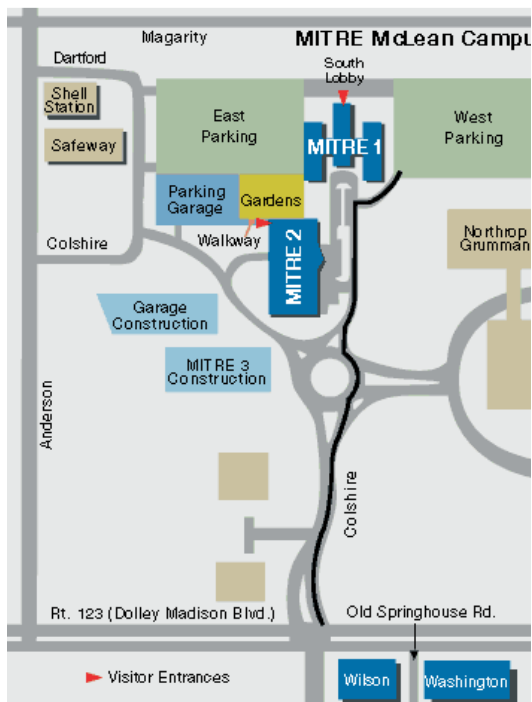 Magarity
MITRE McLean Campu
Dartford
South
Lobby
Shell
Station
East
Parking
West
Parking
Safeway
MITRE 1
Parking
Garage
Gardens
Northrop
Grumman
Colshire
Walkway
MITRE 2
Garage
Construction
MITRE 3
Construction
Anderson
Colshire
Rt. 123 (Dolley Madison Blvd.)
Old Springhouse Rd.
Visitor Entrances
Wilson
Washington